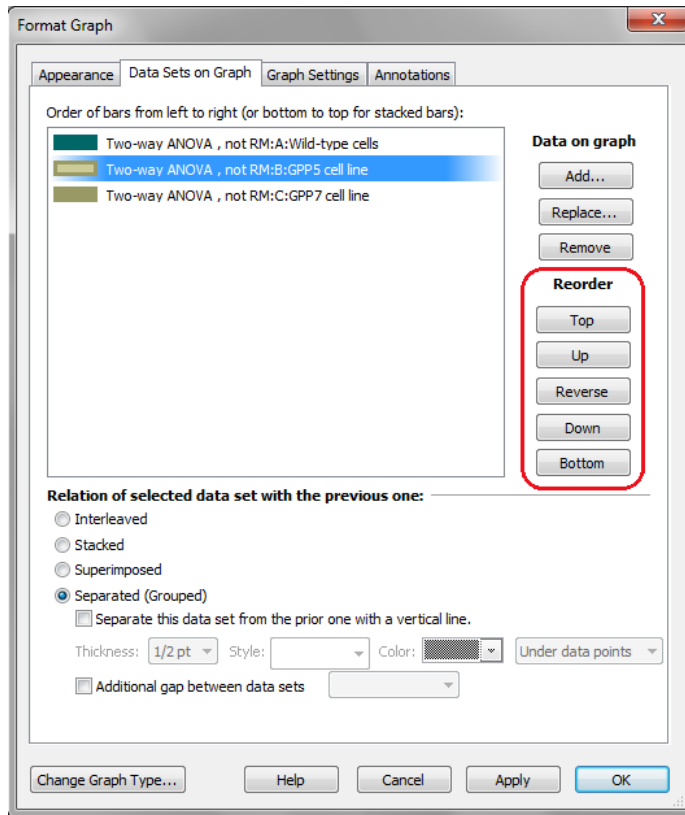 Format Graph
x
Appearance Data Sets on Graph Graph Settings Annotations
Order of bars from left to right (or bottom to top for stacked bars):
Two-way ANOVA , not RM:A:Wild-type cells
Two-way ANOVA , not RM:B:GPP5 cell line
Two-way ANOVA , not RM:C:GPP7 cell line
Data on graph
Add...
Replace...
Remove
Reorder
Top
Up
Reverse
Down
Bottom
Relation of selected data set with the previous one:
Interleaved
Stacked
Superimposed
Separated (Grouped)
Separate this data set from the prior one with a vertical line.
Thickness: 1/2 pt Style: Color: Under data points
Additional gap between data sets
Change Graph Type... Help Cancel Apply OK